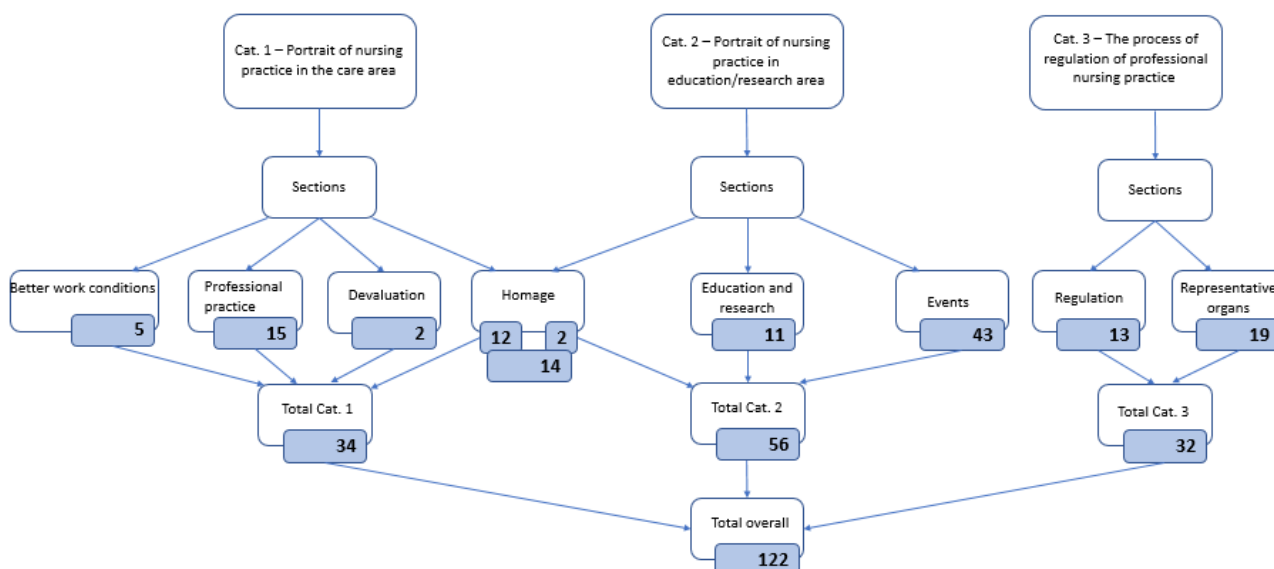 Cat. 1 – Portrait of nursing
practice in the care area
Cat. 2 – Portrait of nursing
practice in
education/research area
Cat. 3 – The process of
regulation of professional
nursing practice
Sections
Sections
Sections
Better work conditions
5
Professional
practice
15
Devaluation
2
Homage
12
2
14
Education and
research
11
Events
43
Regulation
13
Representative
organs
19
Total Cat. 1
34
Total Cat. 2
56
Total Cat. 3
32
Total overall
122